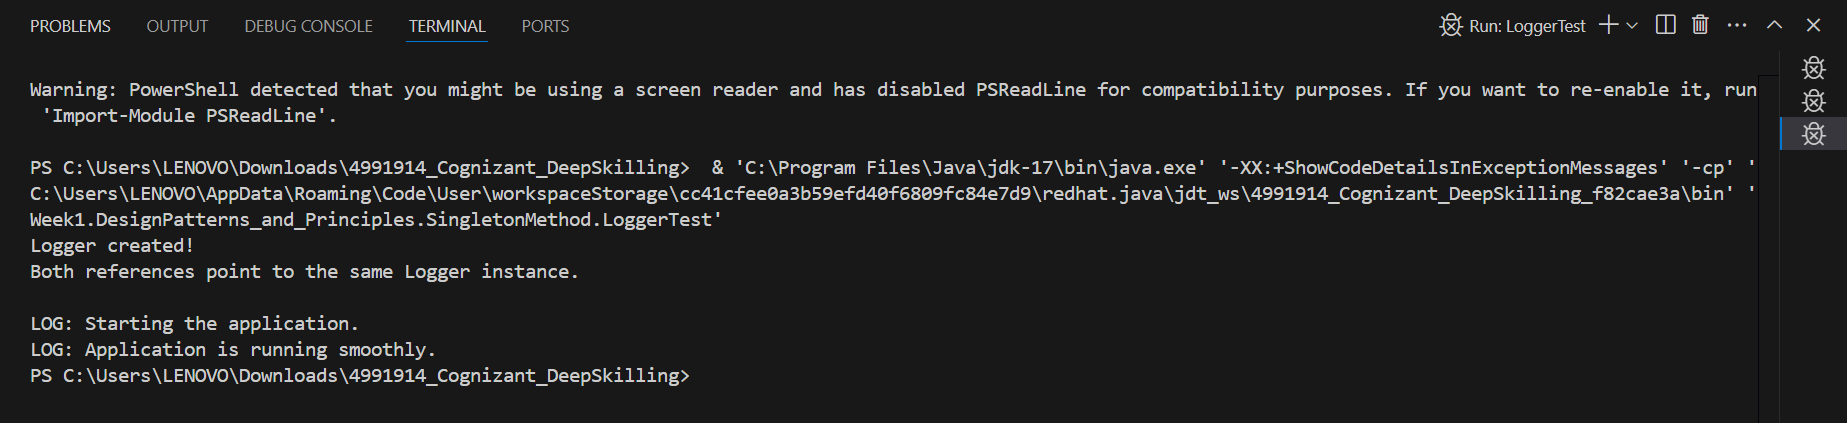 PROBLEMS OUTPUT DEBUG CONSOLE TERMINAL PORTS Run: LoggerTest
Warning: PowerShell detected that you might be using a screen reader and has disabled PSReadLine for compatibility purposes. If you want to re-enable it, run
'Import-Module PSReadLine'.
PS C:\Users\LENOVO\Downloads\4991914_Cognizant_DeepSkilling>  & 'C:\Program Files\Java\jdk-17\bin\java.exe' '-XX:+ShowCodeDetailsInExceptionMessages' '-cp' '
C:\Users\LENOVO\AppData\Roaming\Code\User\workspaceStorage\cc41cfee0a3b59efd40f6809fc84e7d9\redhat.java\jdt_ws\4991914_Cognizant_DeepSkilling_f82cae3a\bin' '
Week1.DesignPatterns_and_Principles.SingletonMethod.LoggerTest'
Logger created!
Both references point to the same Logger instance.
LOG: Starting the application.
LOG: Application is running smoothly.
PS C:\Users\LENOVO\Downloads\4991914_Cognizant_DeepSkilling>